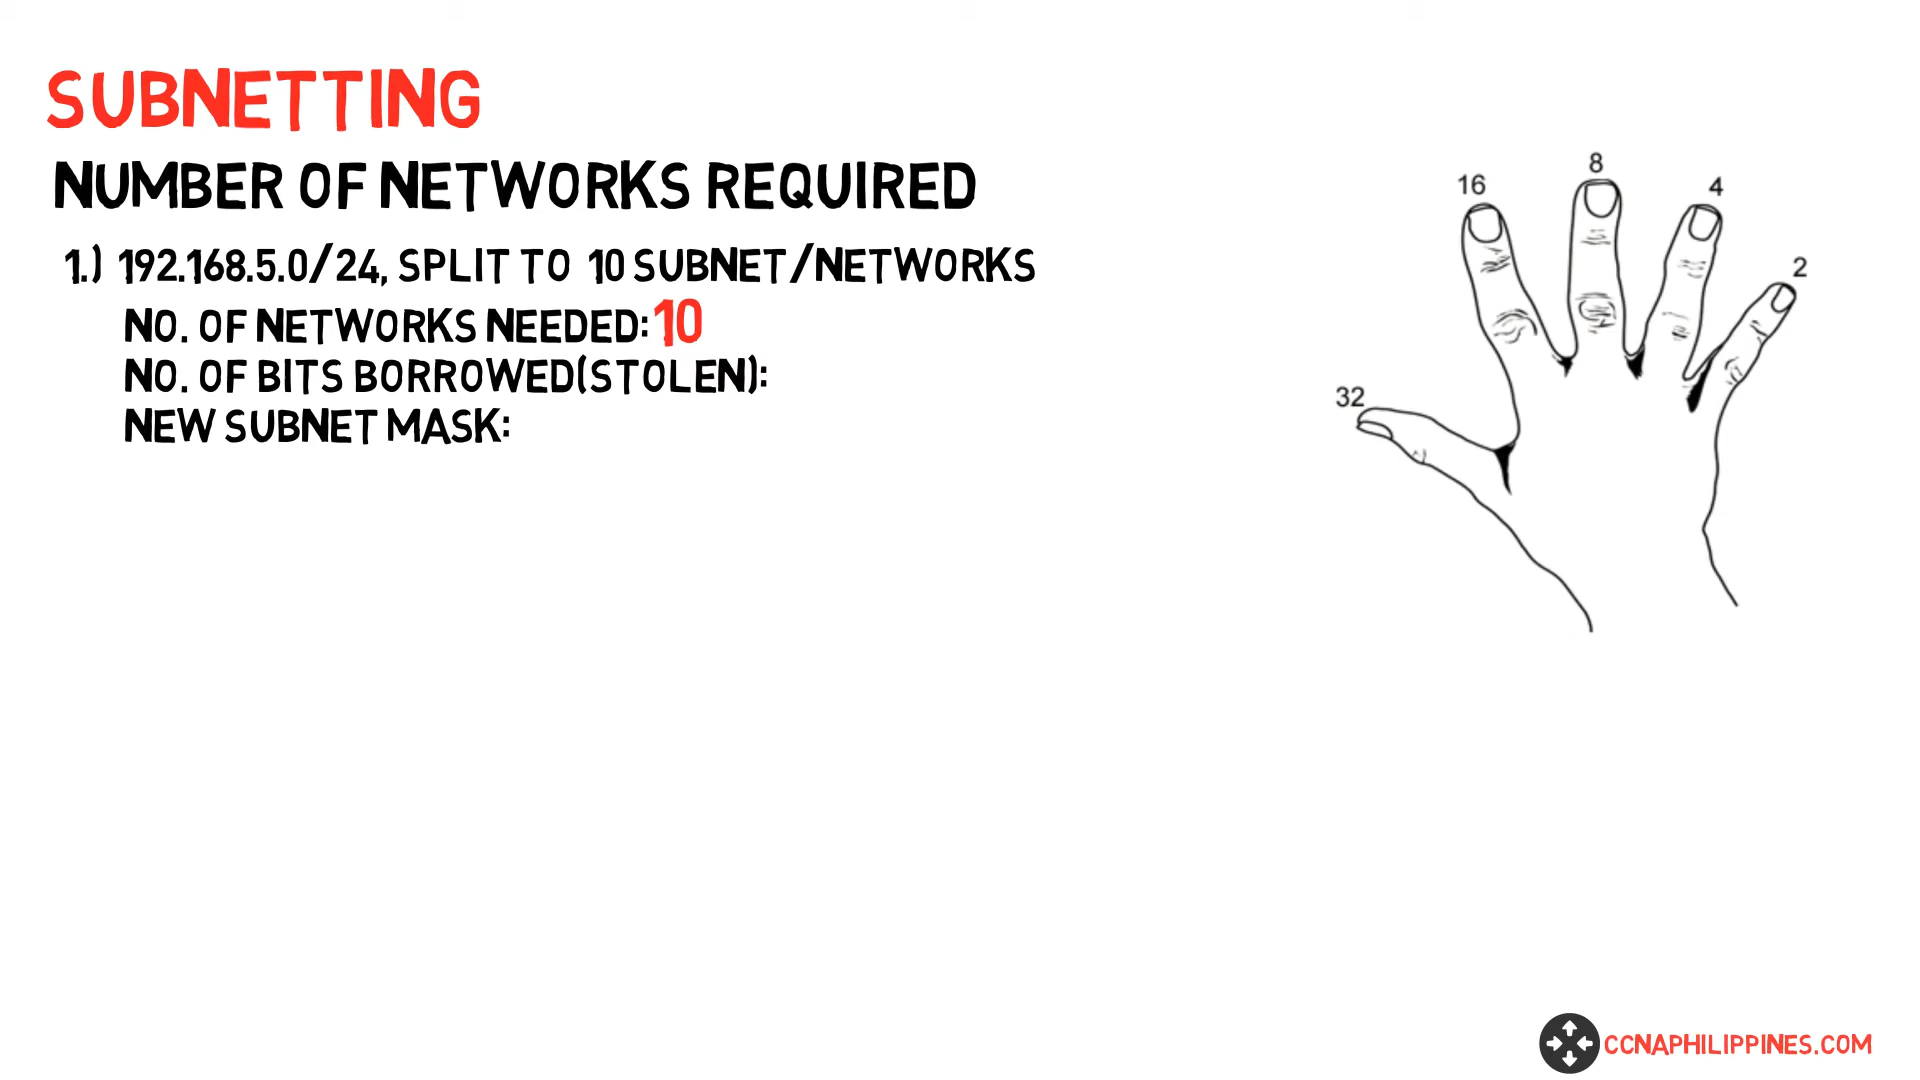 SUBNETTING
NUMBER OF NETWORKS REQUIRED
1.) 192.168.5.0/24, SPLIT TO 10 SUBNET/NETWORKS
NO. OF NETWORKS NEEDED: 10
NO. OF BITS BORROWED(STOLEN):
NEW SUBNET MASK:
16
8
4
2
32
CCNAPHILIPPINES.COM